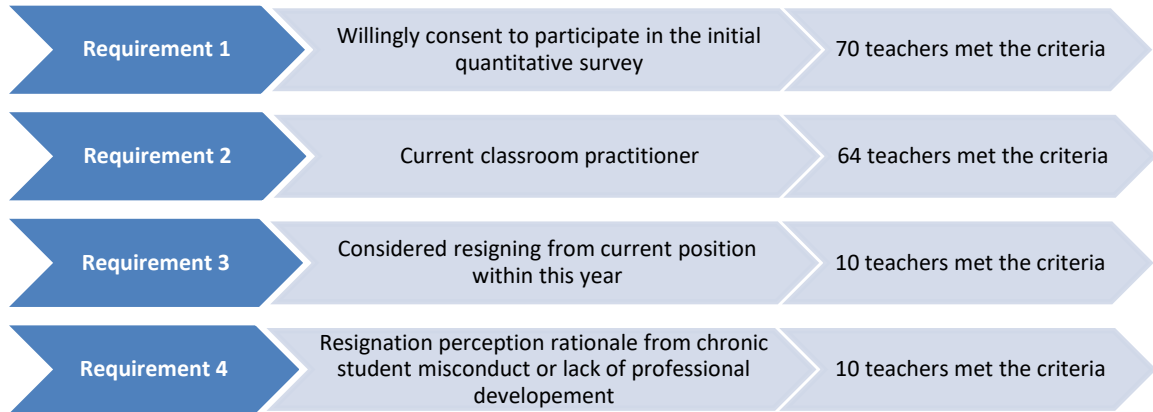 Requirement 1
Willingly consent to participate in the initial
quantitative survey
70 teachers met the criteria
Requirement 2
Current classroom practitioner
64 teachers met the criteria
Requirement 3
Considered resigning from current position
within this year
10 teachers met the criteria
Requirement 4
Resignation perception rationale from chronic
student misconduct or lack of professional
developement
10 teachers met the criteria